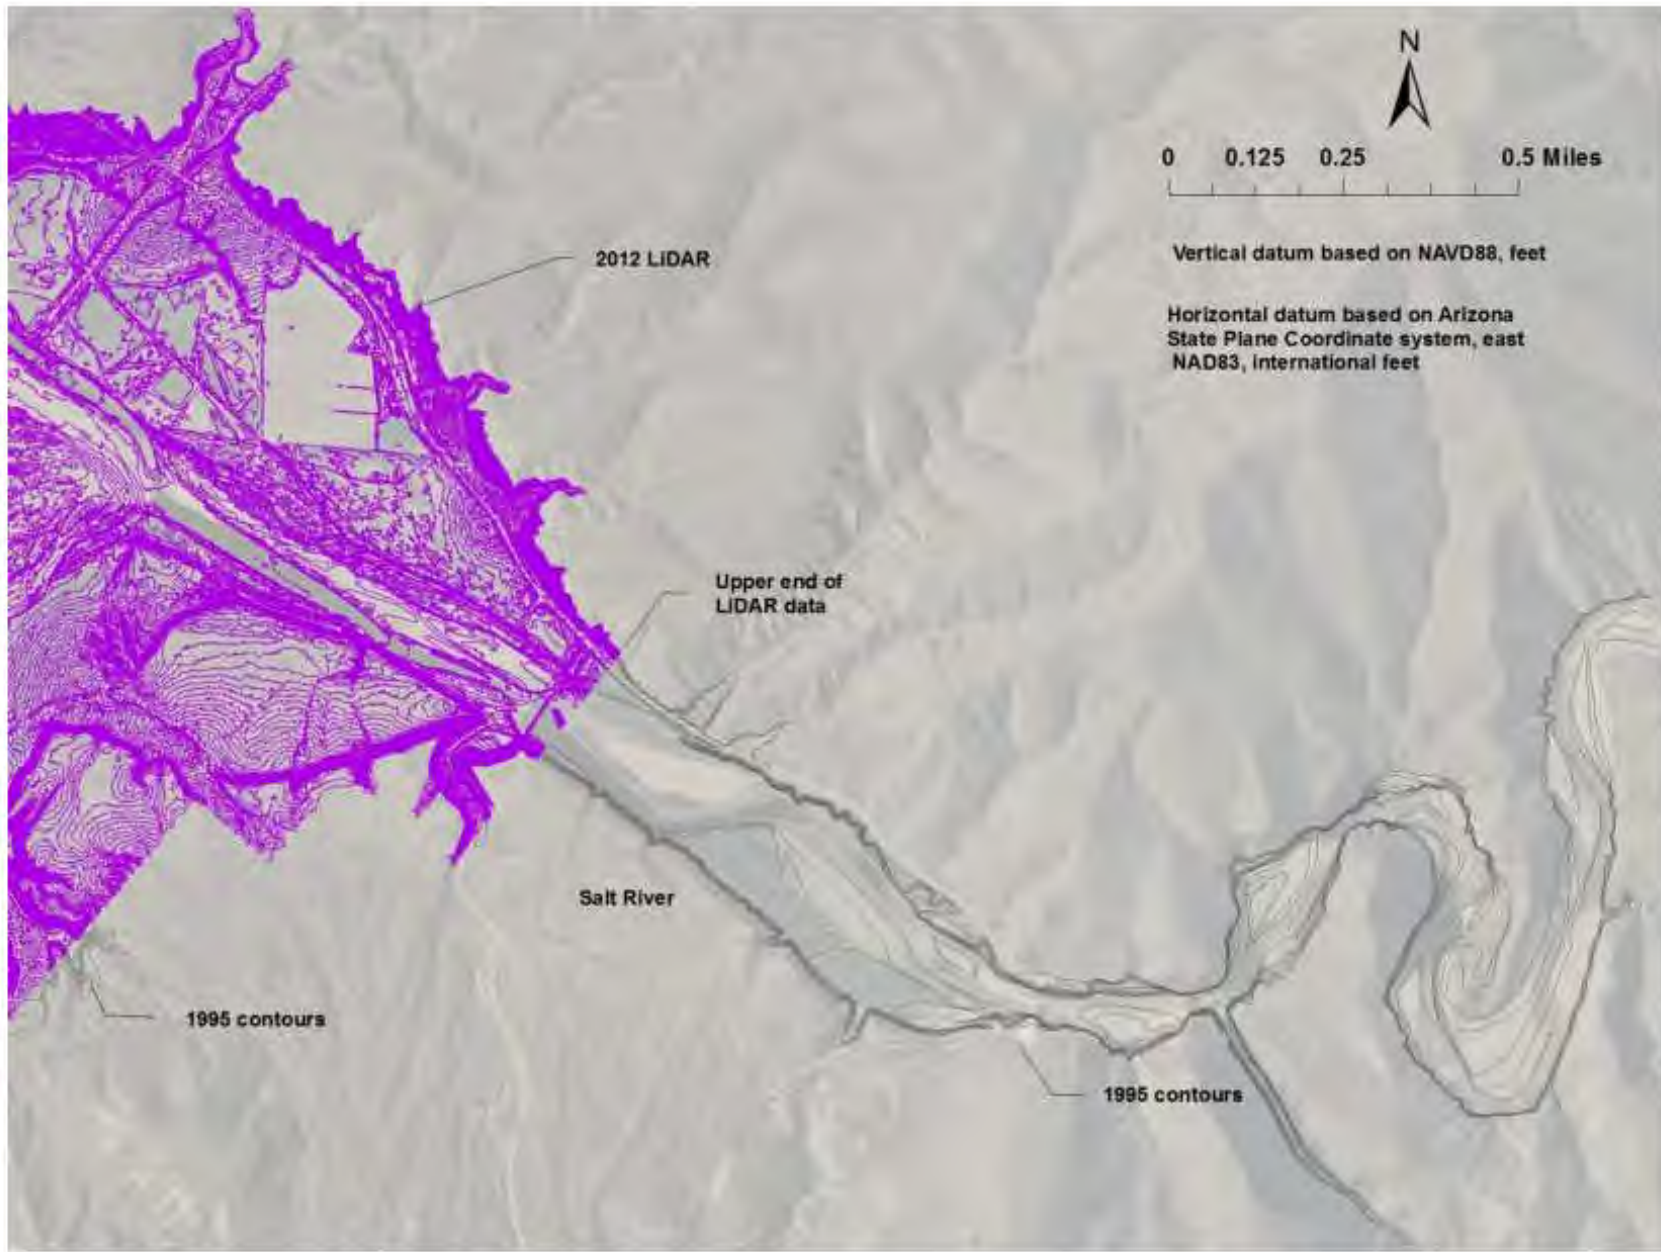 N
0 0.125 0.25 0.5 Miles
Vertical datum based on NAVD88, feet
Horizontal datum based on Arizona
State Plane Coordinate system, east
NAD83, international feet
2012 LiDAR
Upper end of
LiDAR data
Salt River
1995 contours
1995 contours